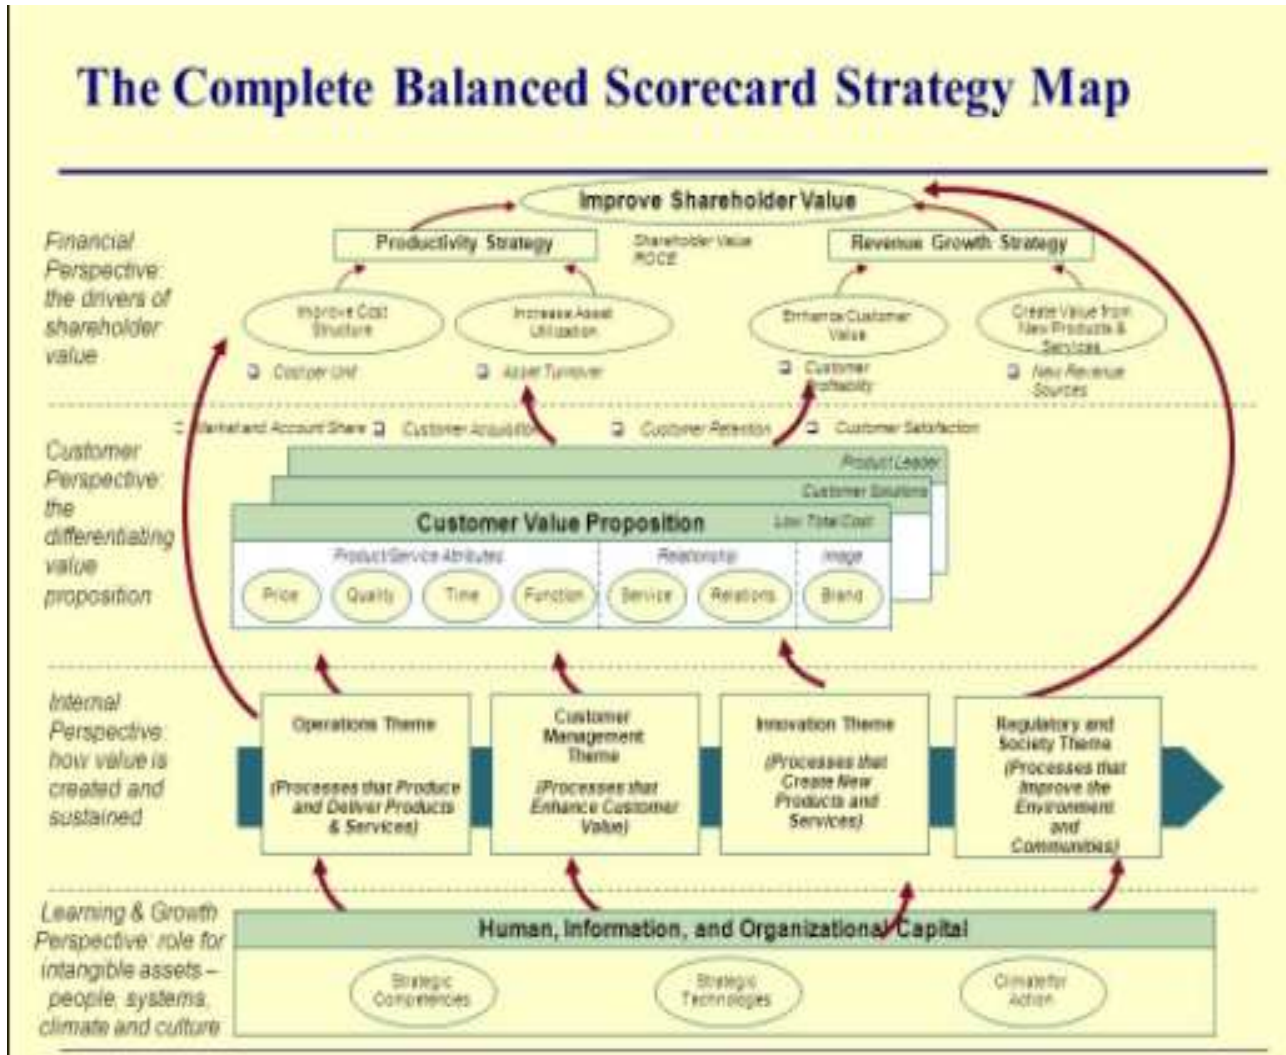 The Complete Balanced Scorecard Strategy Map
Improve Shareholder Value
Financial
Perspective:
the drivers of
shareholder
value
Productivity Strategy
Shareholder Value
ROCE
Revenue Growth Strategy
Improve Cost
Structure
Increase Asset
Utilization
Enhance Customer
Value
Create Value from
New Products &
Services
Cost per Unit
Asset Turnover
Customer
Profitability
New Revenue
Sources
Customer
Perspective:
the
differentiating
value
proposition
Market and Account Share
Customer Acquisition
Customer Retention
Customer Satisfaction
Product Leader
Customer Solutions
Customer Value Proposition
Low Total Cost
Product/Service Attributes
Relationship
Image
Price
Quality
Time
Function
Service
Relations
Brand
Internal
Perspective:
how value is
created and
sustained
Operations Theme
(Processes that Produce
and Deliver Products
& Services)
Customer
Management
Theme
(Processes that
Enhance Customer
Value)
Innovation Theme
(Processes that
Create New
Products and
Services)
Regulatory and
Society Theme
(Processes that
Improve the
Environment
and
Communities)
Learning & Growth
Perspective: role for
intangible assets –
people, systems,
climate and culture
Human, Information, and Organizational Capital
Strategic
Competencies
Strategic
Technologies
Climate for
Action